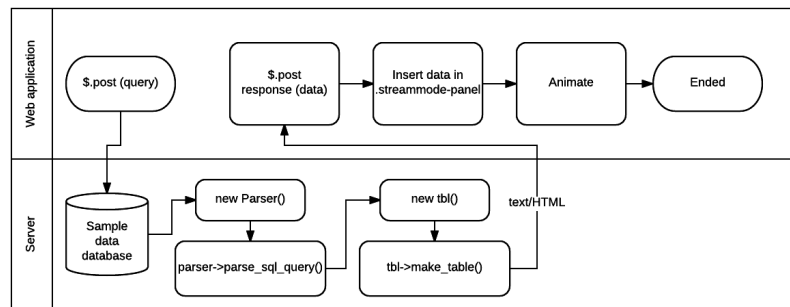 Web application
$.post (query)
$.post
response (data)
Insert data in
.streammode-panel
Animate
Ended
Server
Sample
data
database
new Parser()
parser->parse_sql_query()
new tbl()
tbl->make_table()
text/HTML